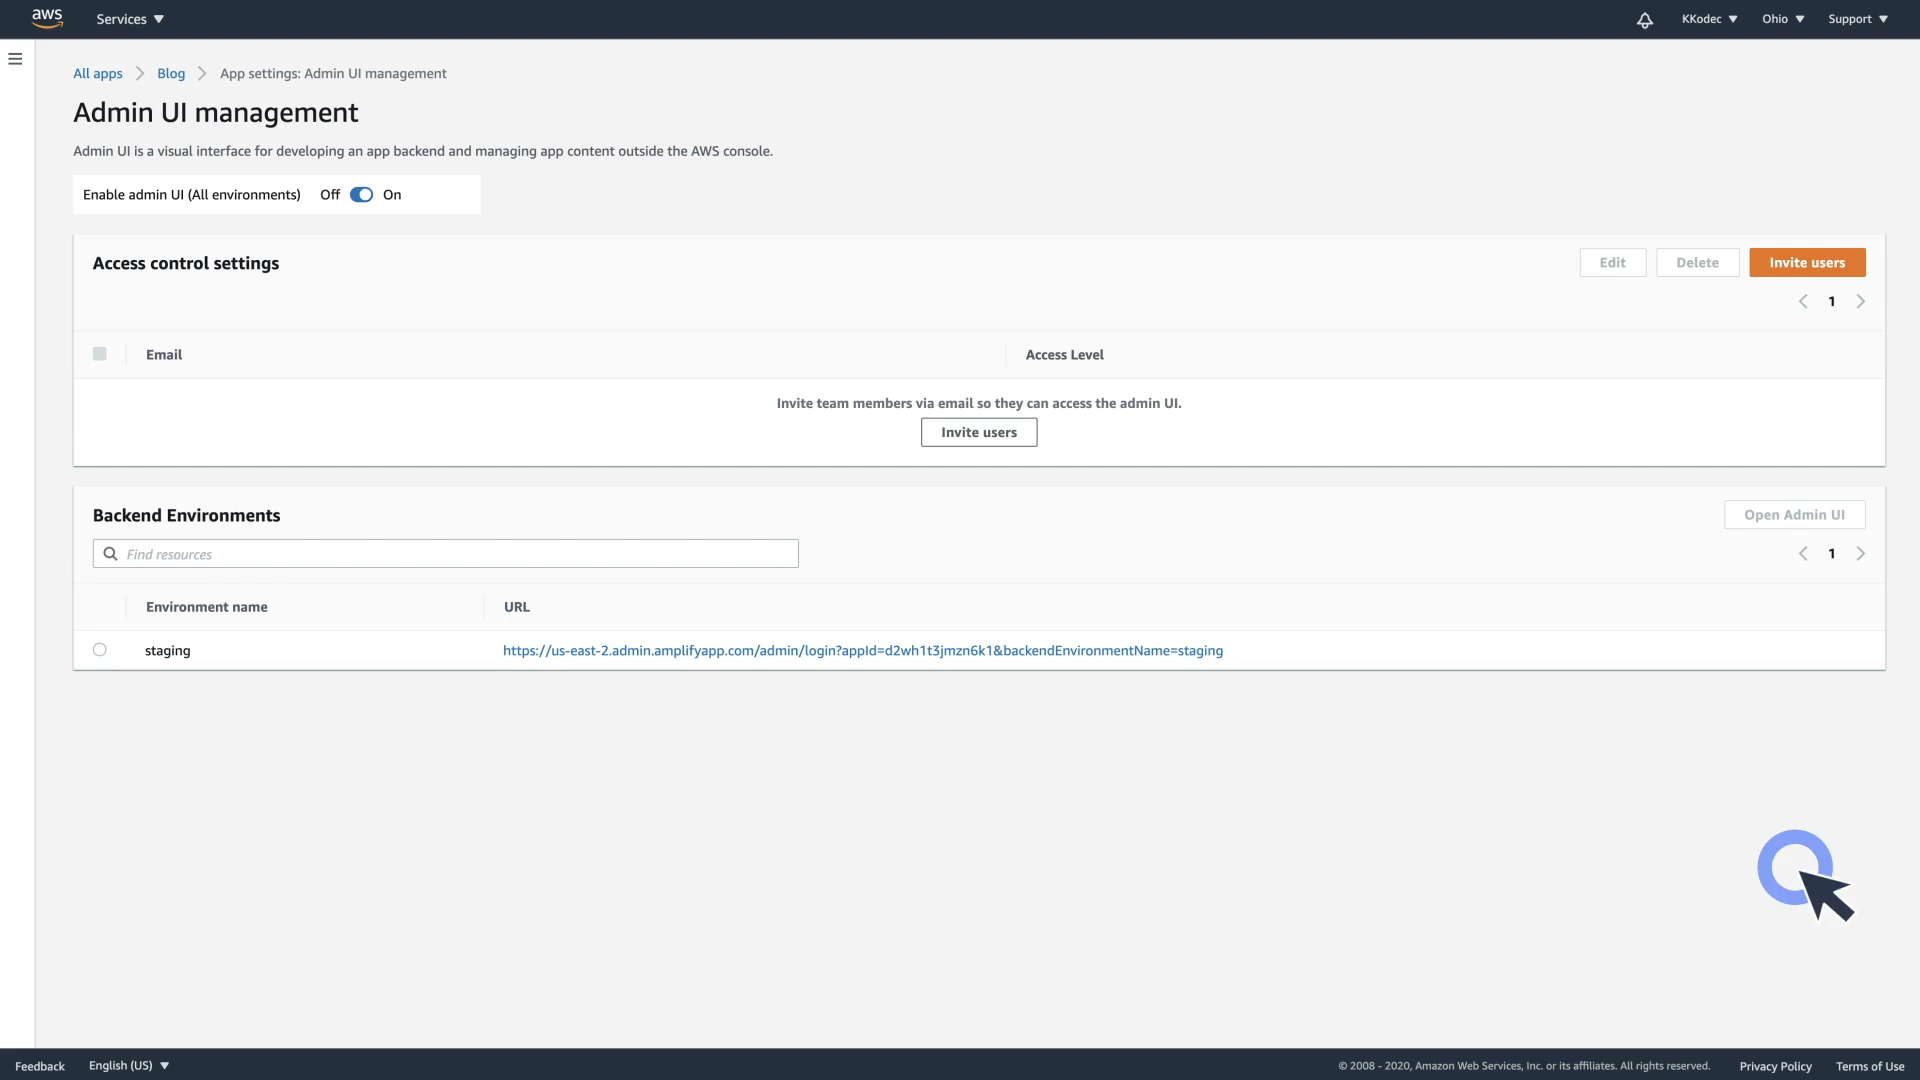 aws Services KKodec Ohio Support
All apps Blog App settings: Admin UI management
Admin UI management
Admin UI is a visual interface for developing an app backend and managing app content outside the AWS console.
Enable admin UI (All environments) Off On
Access control settings Edit Delete Invite users
1
Email Access Level
Invite team members via email so they can access the admin UI.
Invite users
Backend Environments Open Admin UI
Find resources 1
Environment name URL
staging https://us-east-2.admin.amplifyapp.com/admin/login?appId=d2wh1t3jmzn6k1&backendEnvironmentName=staging
Feedback English (US) © 2008 - 2020, Amazon Web Services, Inc. or its affiliates. All rights reserved. Privacy Policy Terms of Use